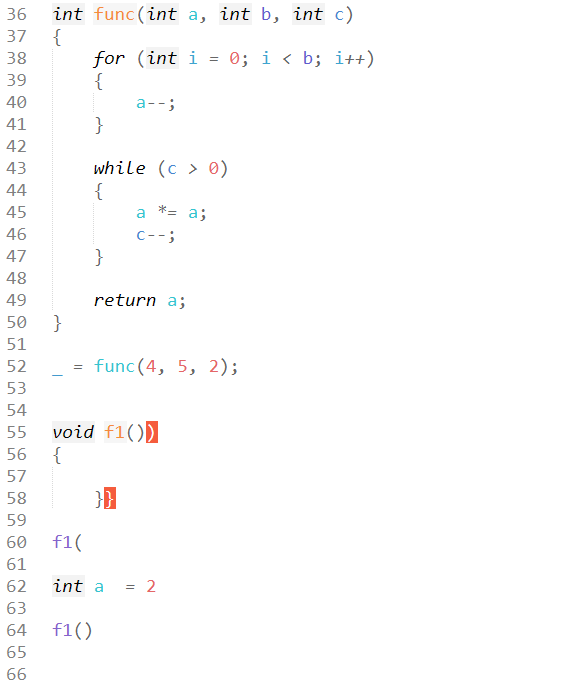 36 int func(int a, int b, int c)
37 {
38     for (int i = 0; i < b; i++)
39     {
40         a--;
41     }
42
43     while (c > 0)
44     {
45         a *= a;
46         c--;
47     }
48
49     return a;
50 }
51
52 _ = func(4, 5, 2);
53
54
55 void f1())
56 {
57
58     }}
59
60 f1(
61
62 int a  = 2
63
64 f1()
65
66